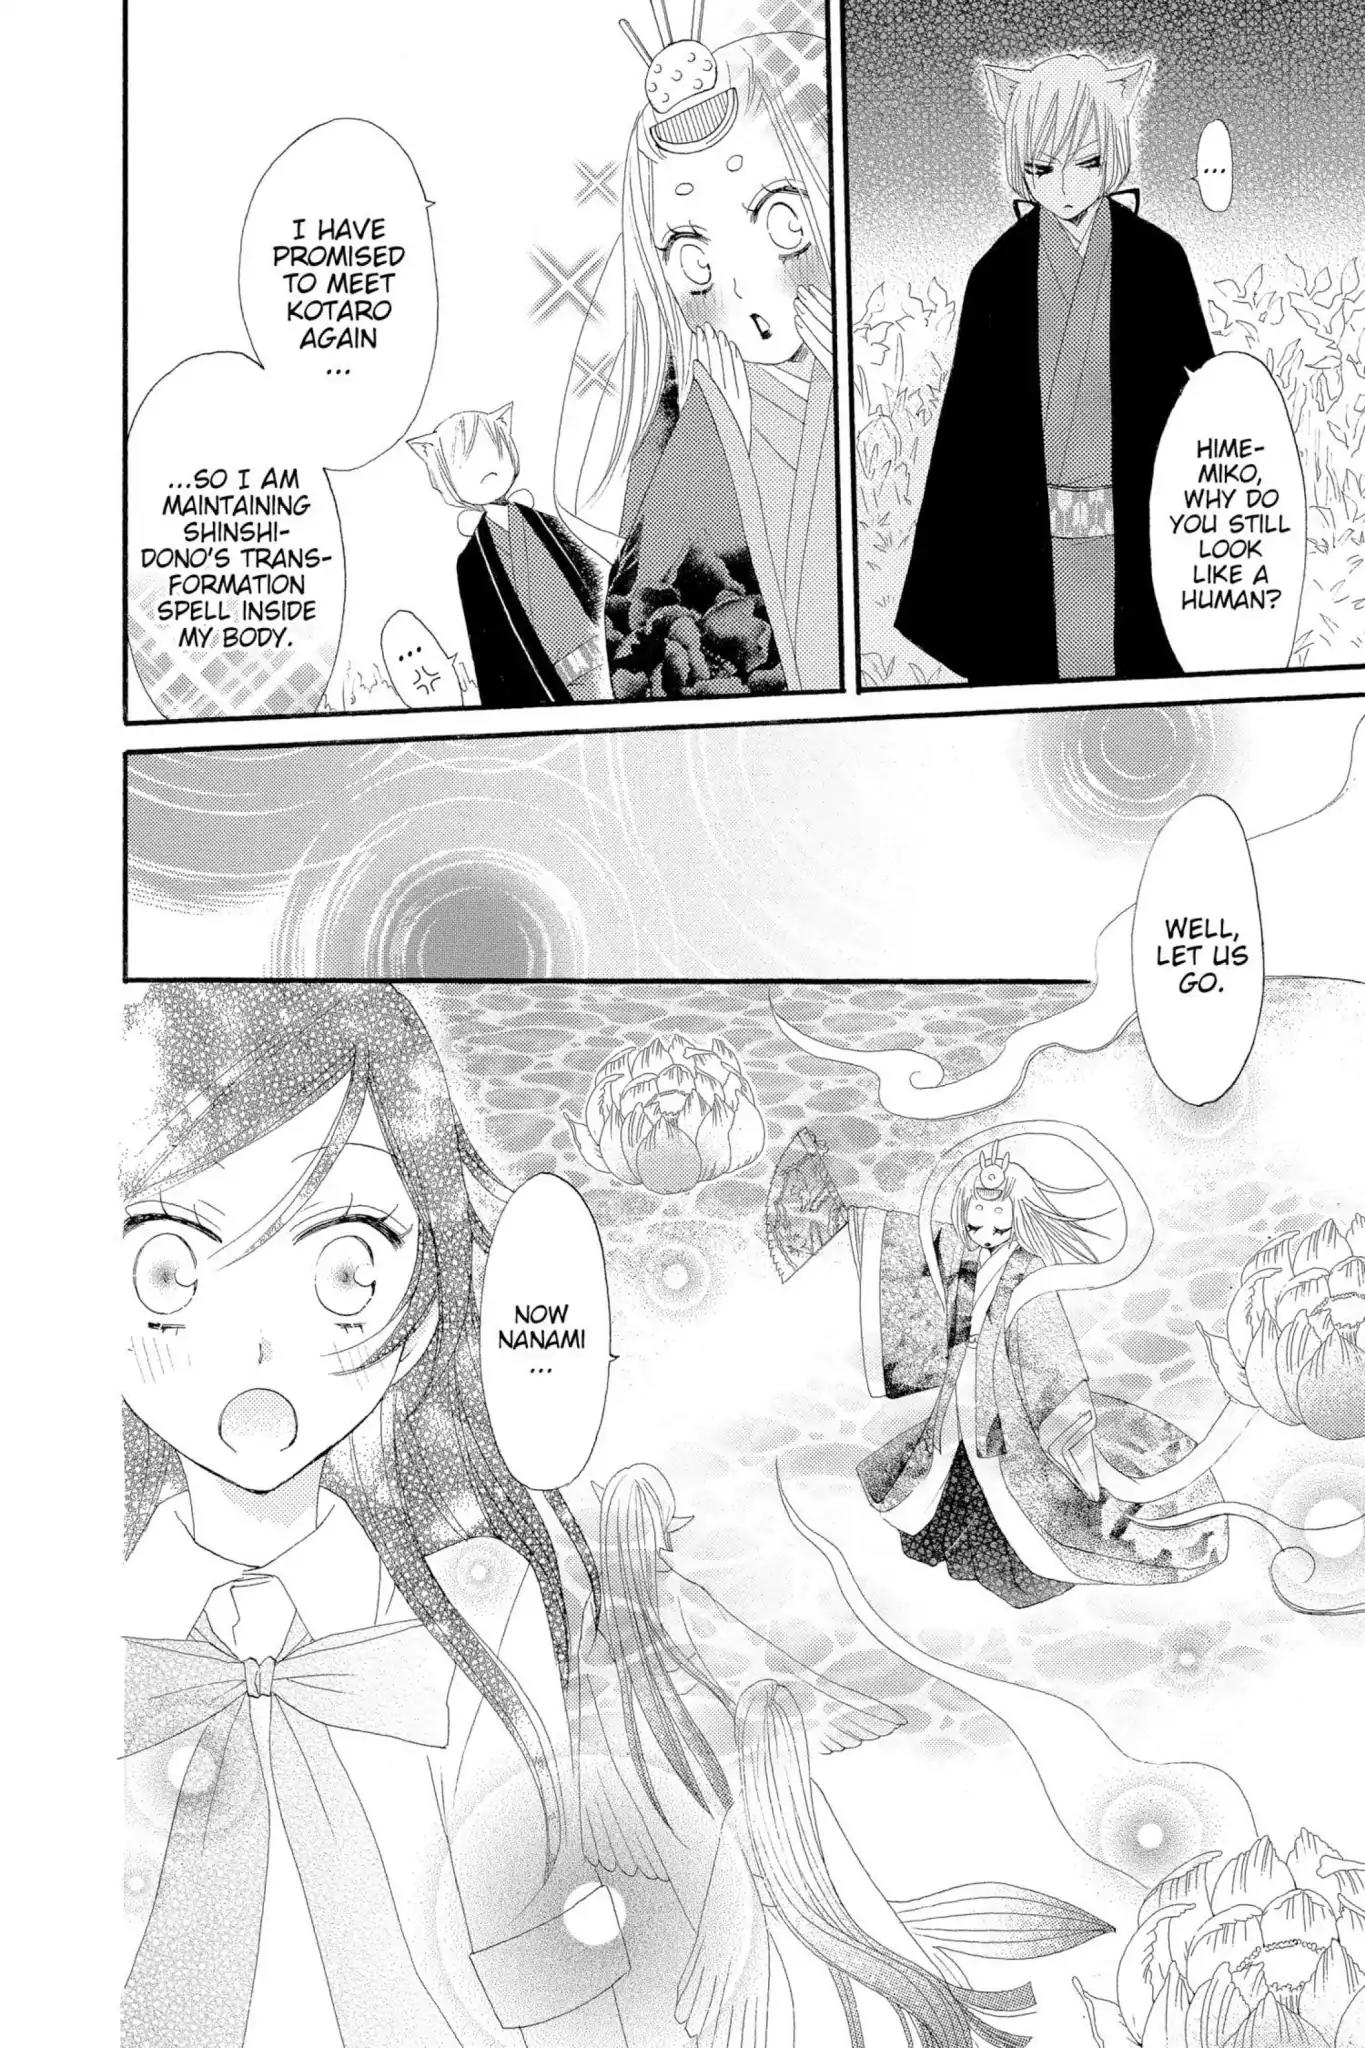 ...
HIME-
MIKO,
WHY DO
YOU STILL
LOOK
LIKE A
HUMAN?
I HAVE
PROMISED
TO MEET
KOTARO
AGAIN
...
...SO I AM
MAINTAINING
SHINSHI-
DONO'S TRANS-
FORMATION
SPELL INSIDE
MY BODY.
...
WELL,
LET US
GO.
NOW
NANAMI
...